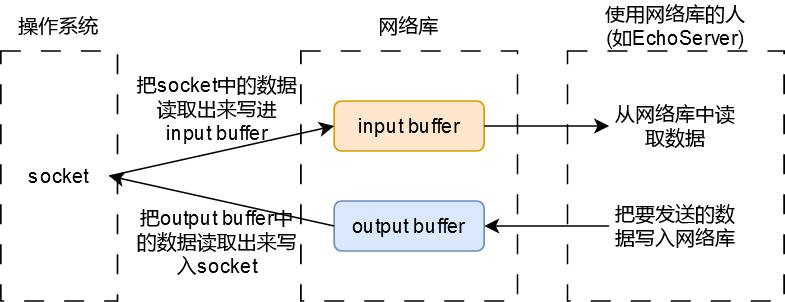 操作系统
网络库
使用网络库的人
(如EchoServer)
把socket中的数据
读取出来写进
input buffer
input buffer
从网络库中读
取数据
socket
把output buffer中
的数据读取出来写
入socket
output buffer
把要发送的数
据写入网络库